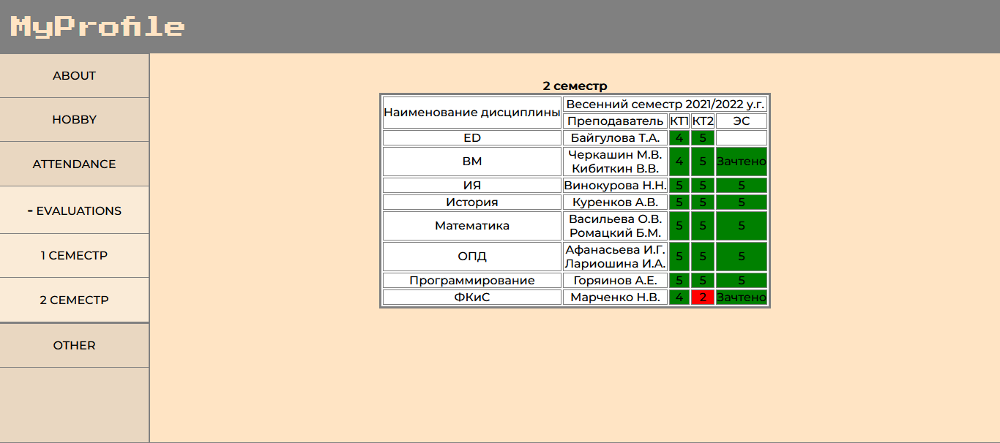 MyProfile
ABOUT
HOBBY
ATTENDANCE
- EVALUATIONS
1 СЕМЕСТР
2 СЕМЕСТР
OTHER
2 семестр
Наименование дисциплины Весенний семестр 2021/2022 у.г.
Преподаватель КТ1 КТ2 ЭС
ED Байгулова Т.А. 4 5
ВМ Черкашин М.В. 4 5 Зачтено
Кибиткин В.В.
ИЯ Винокурова Н.Н. 5 5 5
История Куренков А.В. 5 5 5
Математика Васильева О.В. 5 5 5
Ромацкий Б.М.
ОПД Афанасьева И.Г. 5 5 5
Лариошина И.А.
Программирование Горяинов А.Е. 5 5 5
ФКиС Марченко Н.В. 4 2 Зачтено